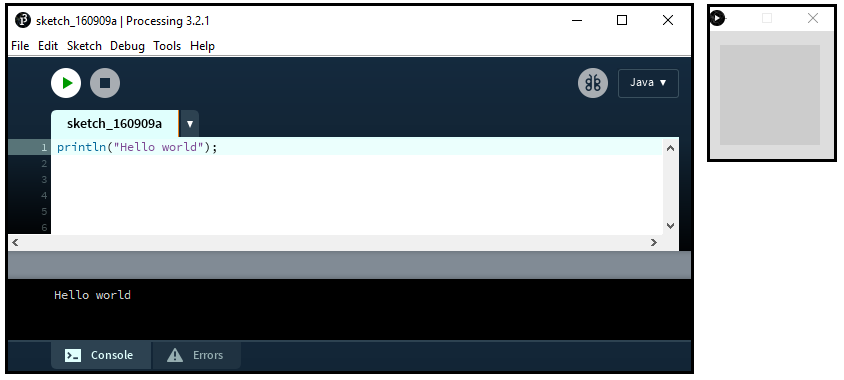 sketch_160909a | Processing 3.2.1
File Edit Sketch Debug Tools Help
Java ▼
sketch_160909a ▼
1 println("Hello world");
2
3
4
5
6
Hello world
Console Errors